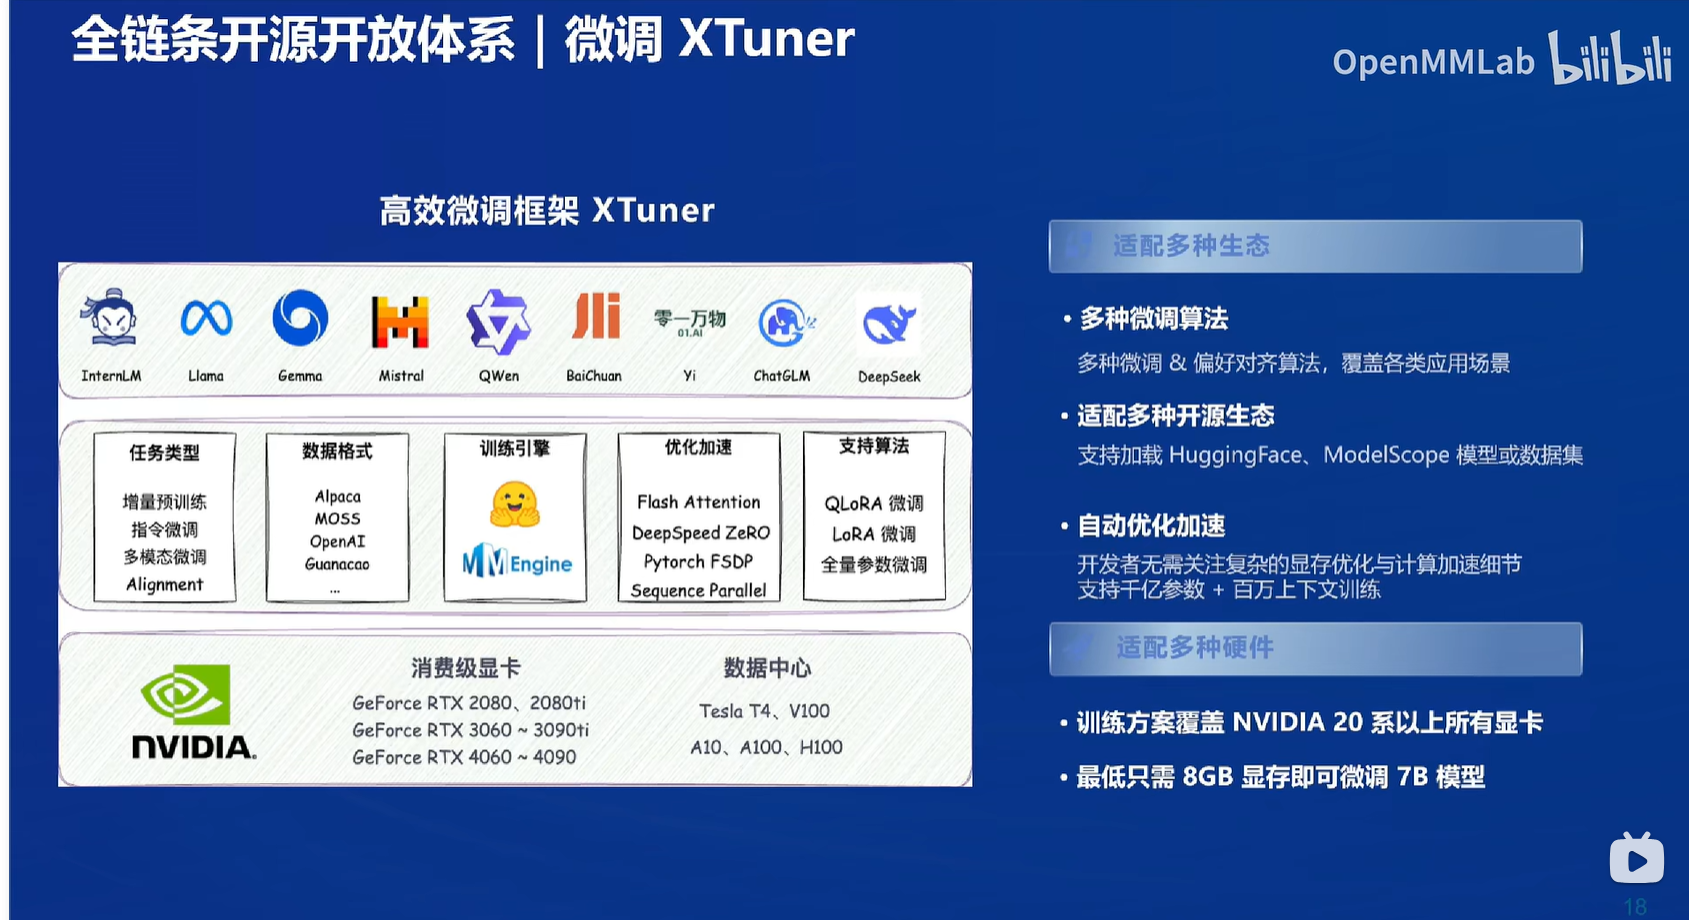 全链条开源开放体系 | 微调 XTuner
OpenMMLab bilibili
高效微调框架 XTuner
InternLM
Llama
Gemma
Mistral
QWen
BaiChuan
零一万物
01.AI
Yi
ChatGLM
DeepSeek
任务类型
增量预训练
指令微调
多模态微调
Alignment
数据格式
Alpaca
MOSS
OpenAI
Guanacao
...
训练引擎
MMEngine
优化加速
Flash Attention
DeepSpeed ZeRO
Pytorch FSDP
Sequence Parallel
支持算法
QLoRA 微调
LoRA 微调
全量参数微调
NVIDIA.
消费级显卡
GeForce RTX 2080、2080ti
GeForce RTX 3060 ~ 3090ti
GeForce RTX 4060 ~ 4090
数据中心
Tesla T4、V100
A10、A100、H100
适配多种生态
• 多种微调算法
多种微调 & 偏好对齐算法，覆盖各类应用场景
• 适配多种开源生态
支持加载 HuggingFace、ModelScope 模型或数据集
• 自动优化加速
开发者无需关注复杂的显存优化与计算加速细节
支持千亿参数 + 百万上下文训练
适配多种硬件
• 训练方案覆盖 NVIDIA 20 系以上所有显卡
• 最低只需 8GB 显存即可微调 7B 模型
18